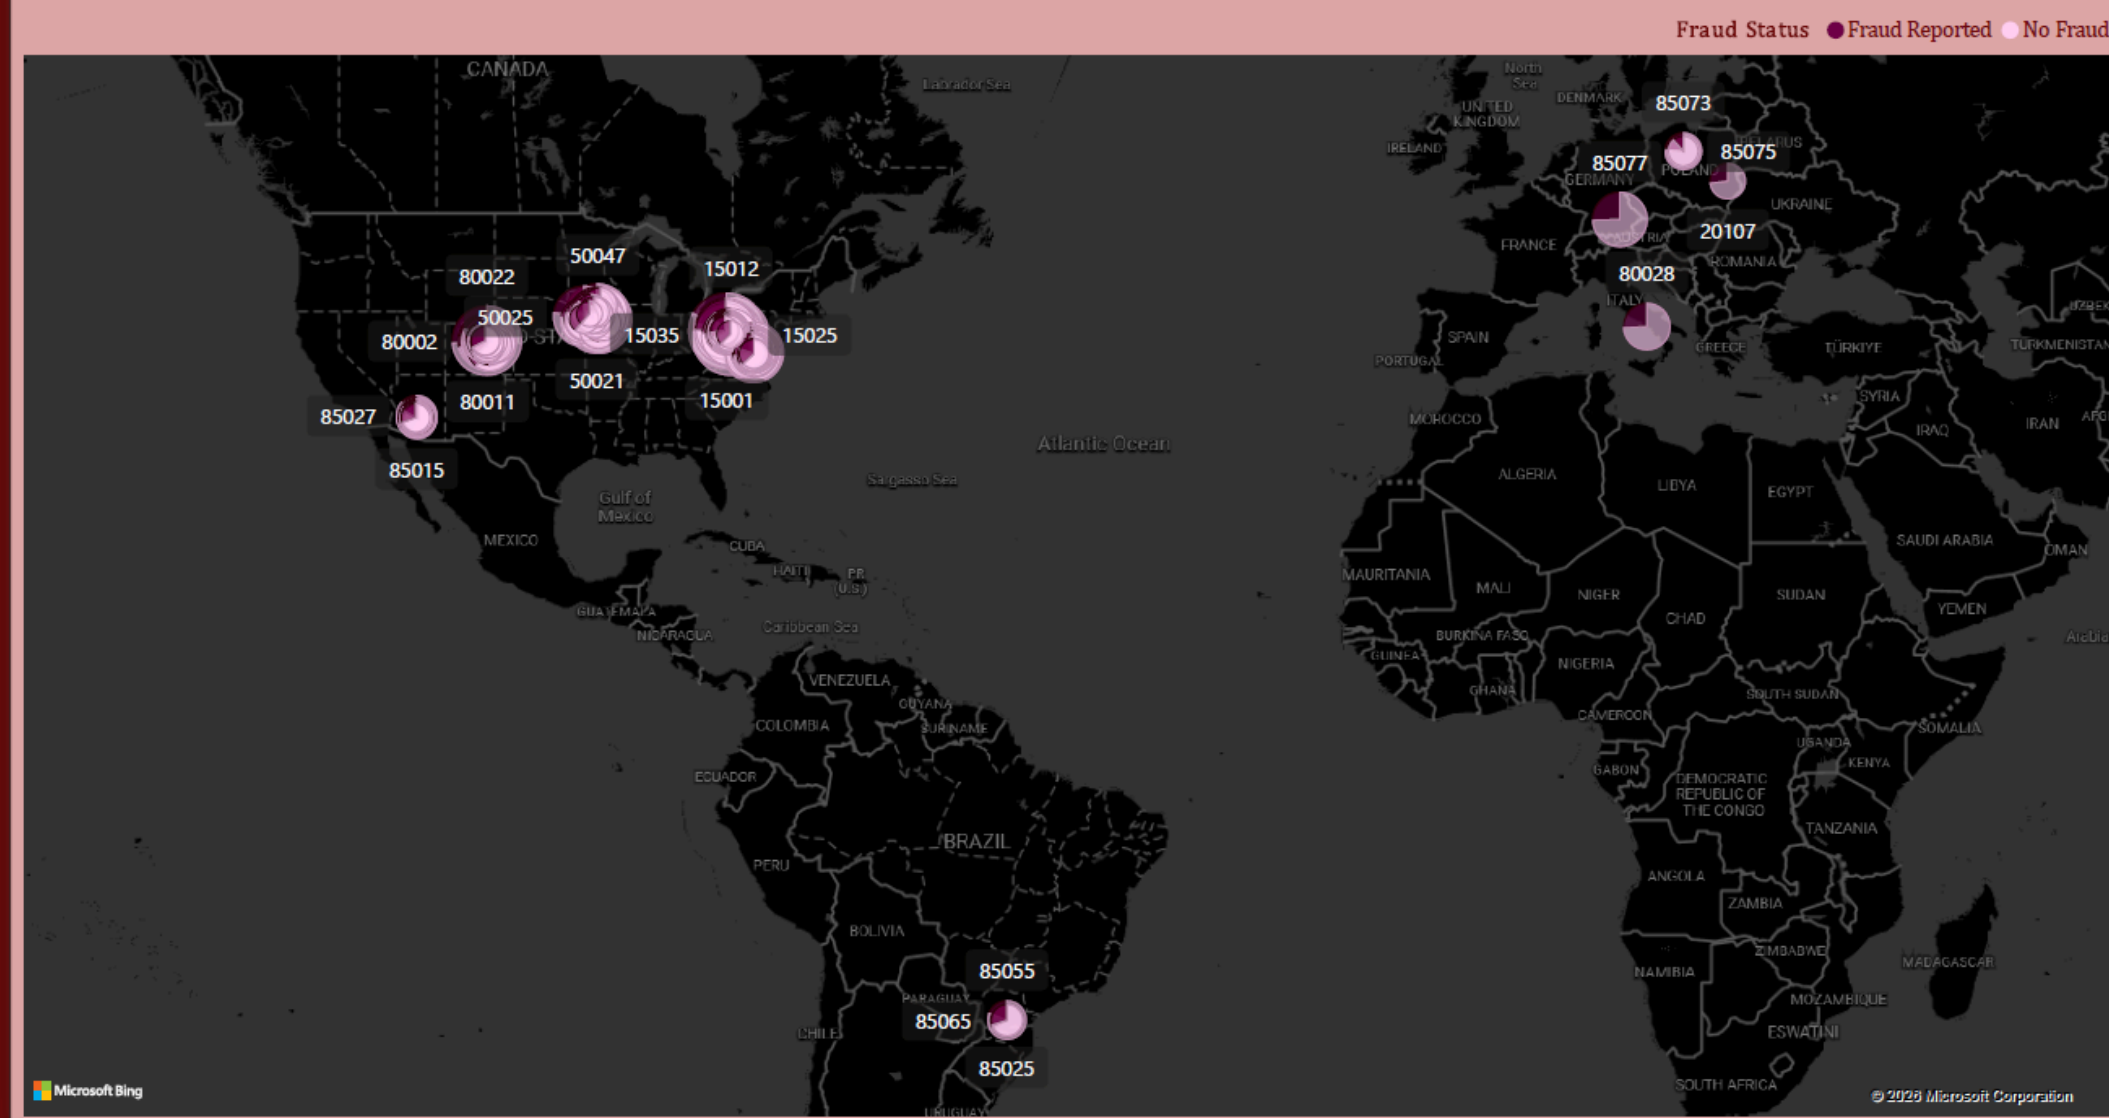 Fraud Status Fraud Reported No Fraud
CANADA
Labrador Sea
North
Sea
DENMARK
85073
UNITED
KINGDOM
IRELAND
85077
85075
POLAND
GERMANY
UKRAINE
20107
FRANCE
ROMANIA
50047
15012
80022
80028
ITALY
50025
80002
15035
15025
SPAIN
PORTUGAL
GREECE
TÜRKIYE
TURKMENISTAN
50021
80011
15001
85027
85015
SYRIA
IRAQ
IRAN
MOROCCO
Atlantic Ocean
Sargasso Sea
ALGERIA
LIBYA
EGYPT
Gulf of
Mexico
MEXICO
CUBA
HAITI
PR
(U.S.)
SAUDI ARABIA
OMAN
MAURITANIA
MALI
NIGER
SUDAN
CHAD
YEMEN
GUATEMALA
NICARAGUA
Caribbean Sea
BURKINA FASO
GUINEA
NIGERIA
GHANA
SOUTH SUDAN
CAMEROON
SOMALIA
VENEZUELA
GUYANA
SURINAME
COLOMBIA
ECUADOR
UGANDA
KENYA
GABON
DEMOCRATIC
REPUBLIC OF
THE CONGO
TANZANIA
BRAZIL
PERU
ANGOLA
ZAMBIA
BOLIVIA
ZIMBABWE
NAMIBIA
MADAGASCAR
MOZAMBIQUE
ESWATINI
85055
PARAGUAY
85065
CHILE
85025
SOUTH AFRICA
URUGUAY
Microsoft Bing
© 2026 Microsoft Corporation